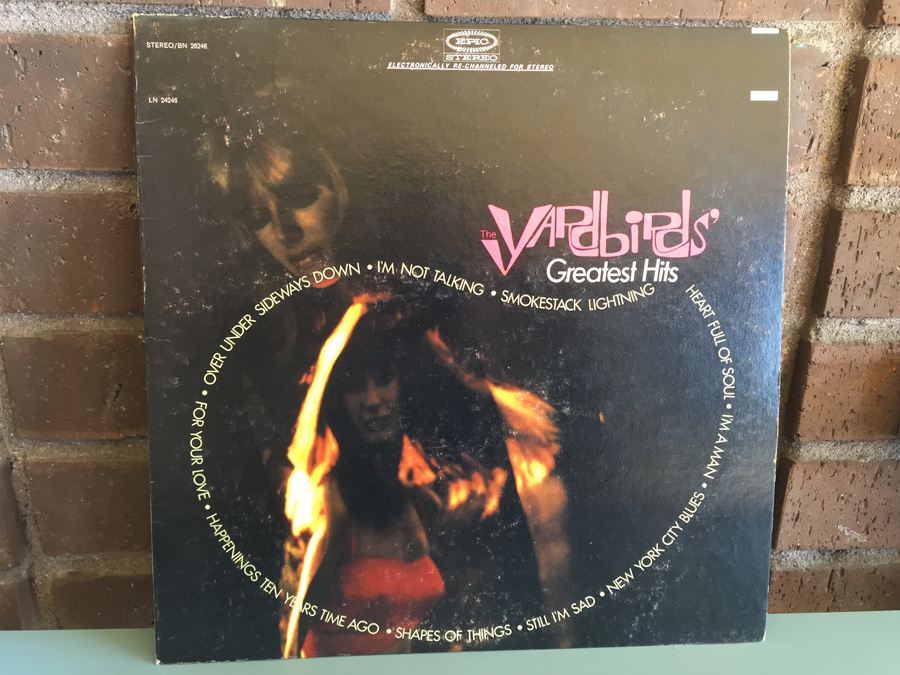 STEREO/BN 26246
EPIC
STEREO
ELECTRONICALLY RE-CHANNELED FOR STEREO
LN 24246
The YARDbiRds'
Greatest Hits
HEART FULL OF SOUL • I'M A MAN • NEW YORK CITY BLUES • STILL I'M SAD • SHAPES OF THINGS • HAPPENINGS TEN YEARS TIME AGO • FOR YOUR LOVE • OVER UNDER SIDEWAYS DOWN • I'M NOT TALKING • SMOKESTACK LIGHTNING